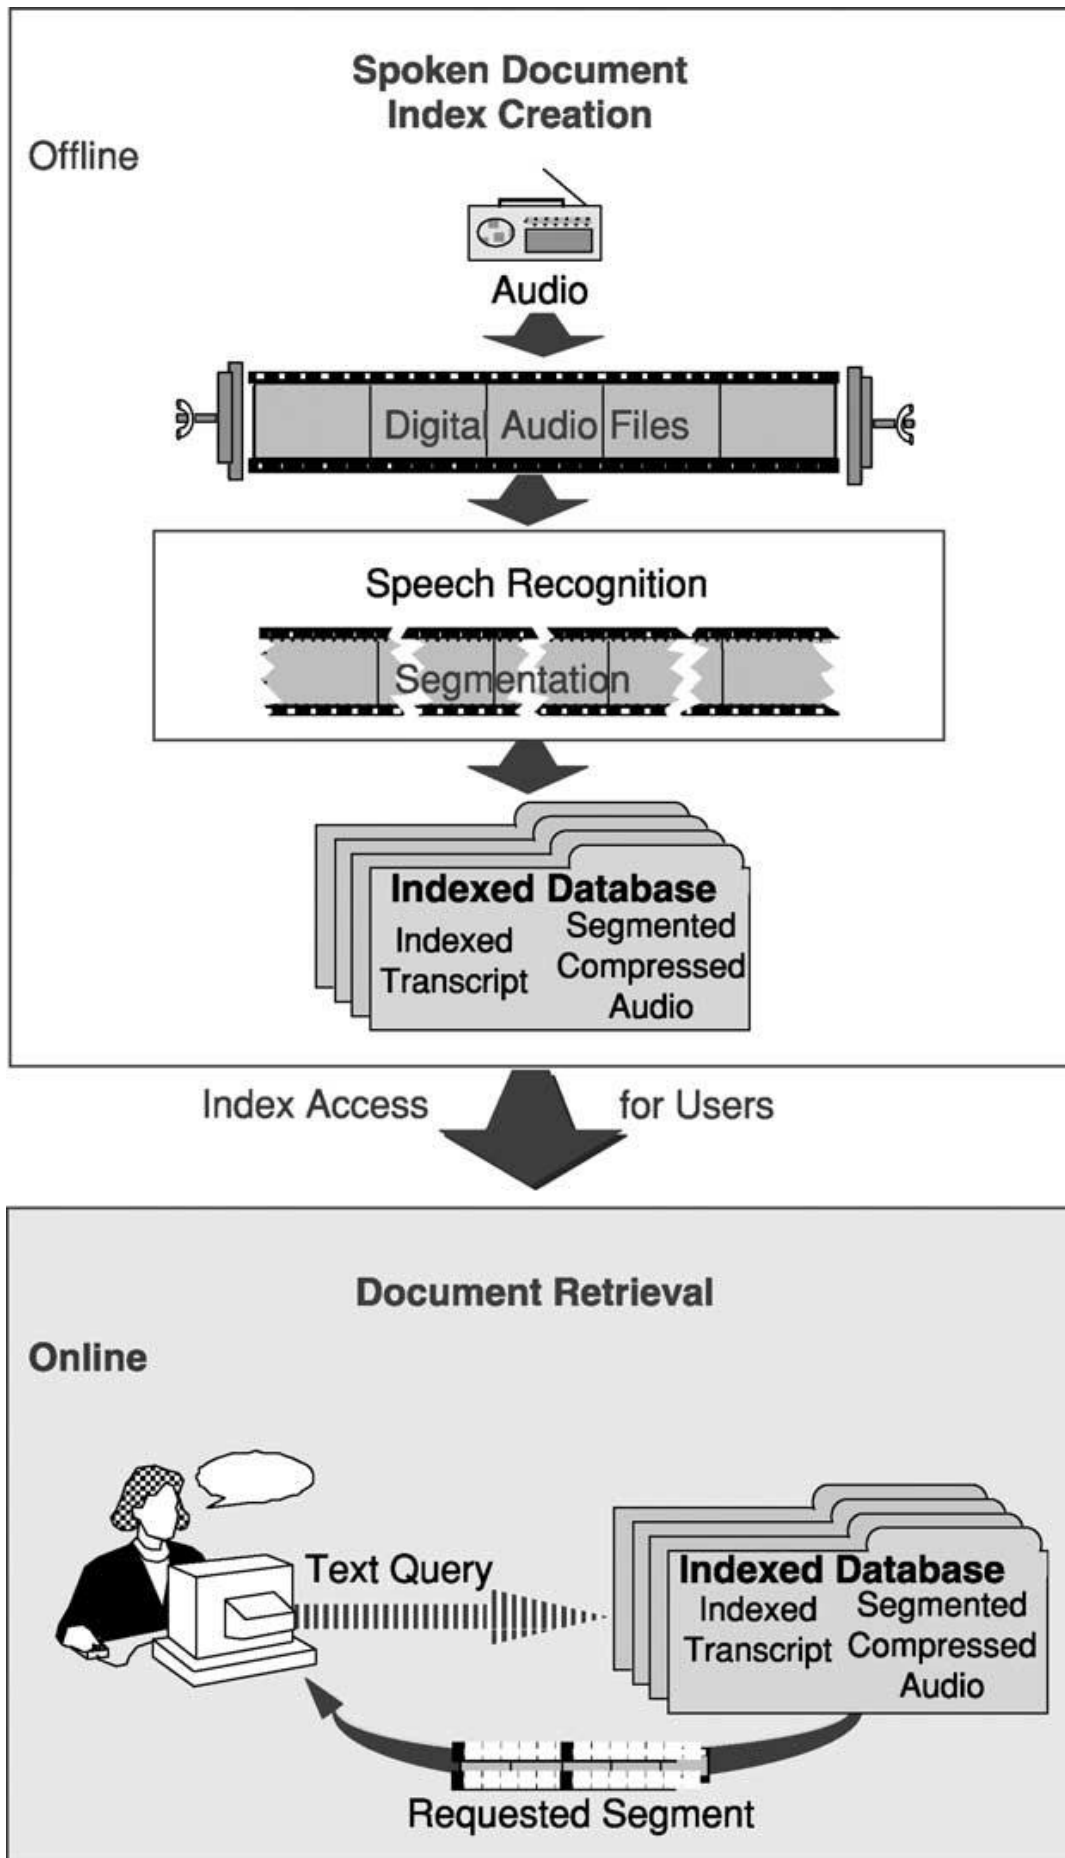 Spoken Document
Index Creation
Offline
Audio
Digital Audio Files
Speech Recognition
Segmentation
Indexed Database
Indexed
Transcript
Segmented
Compressed
Audio
Index Access for Users
Document Retrieval
Online
Text Query
Indexed Database
Indexed
Transcript
Segmented
Compressed
Audio
Requested Segment